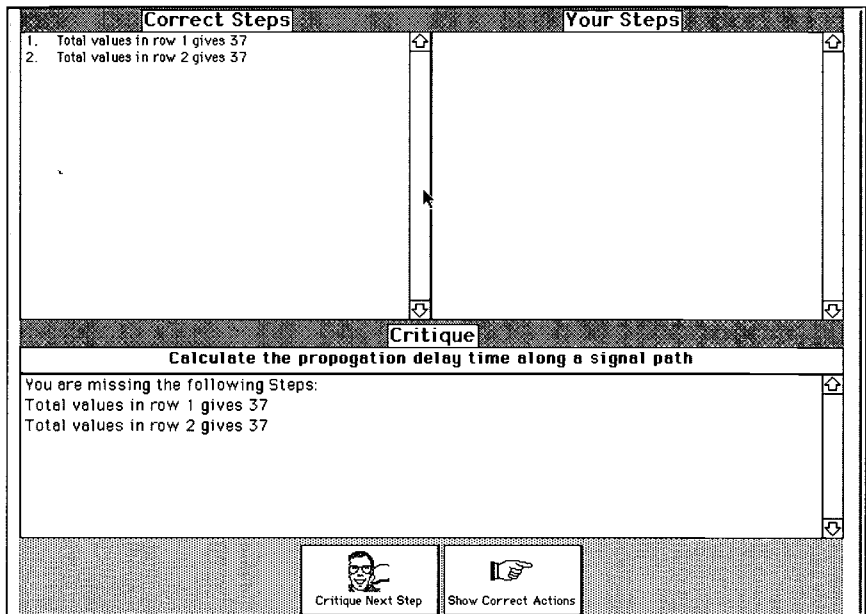 Correct Steps
1. Total values in row 1 gives 37
2. Total values in row 2 gives 37
Your Steps
Critique
Calculate the propogation delay time along a signal path
You are missing the following Steps:
Total values in row 1 gives 37
Total values in row 2 gives 37
Critique Next Step
Show Correct Actions